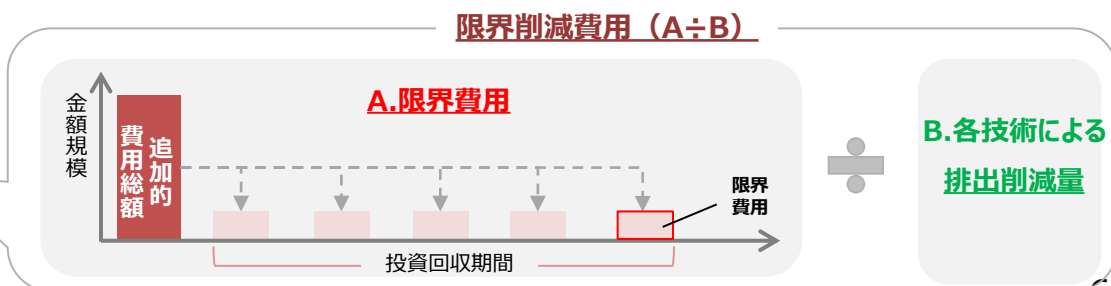 限界削減費用（A÷B）
A.限界費用
金額規模
追加的
費用総額
限界
費用
投資回収期間
B.各技術による
排出削減量